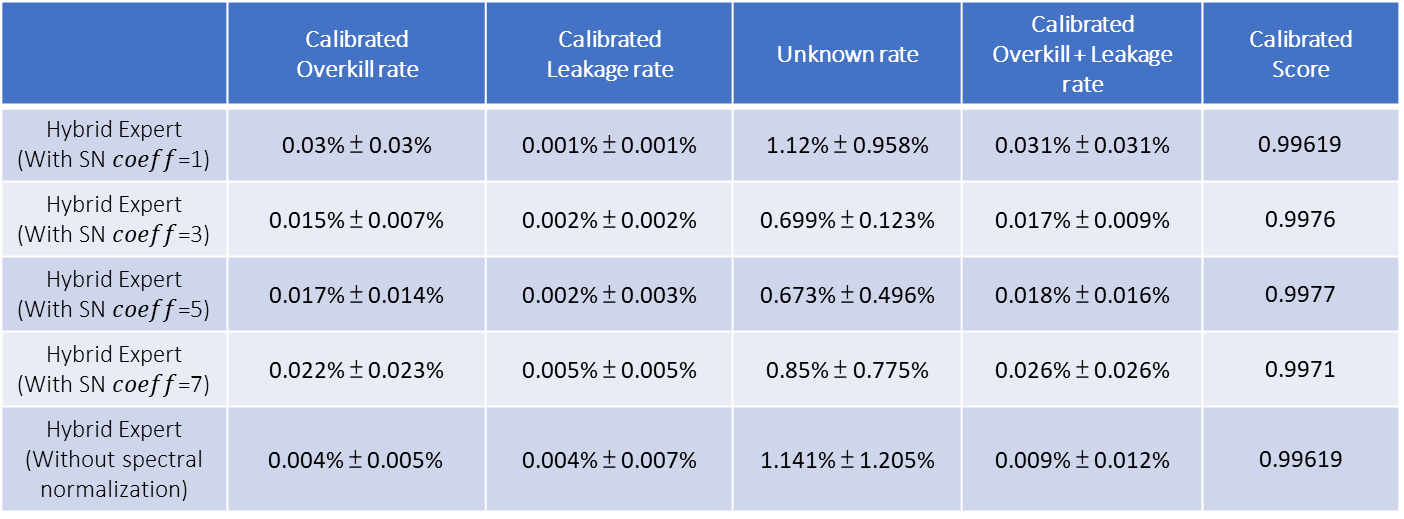 Calibrated
Overkill rate
Calibrated
Leakage rate
Unknown rate
Calibrated
Overkill + Leakage
rate
Calibrated
Score
Hybrid Expert
(With SN coeff=1)
0.03% ± 0.03%
0.001% ± 0.001%
1.12% ± 0.958%
0.031% ± 0.031%
0.99619
Hybrid Expert
(With SN coeff=3)
0.015% ± 0.007%
0.002% ± 0.002%
0.699% ± 0.123%
0.017% ± 0.009%
0.9976
Hybrid Expert
(With SN coeff=5)
0.017% ± 0.014%
0.002% ± 0.003%
0.673% ± 0.496%
0.018% ± 0.016%
0.9977
Hybrid Expert
(With SN coeff=7)
0.022% ± 0.023%
0.005% ± 0.005%
0.85% ± 0.775%
0.026% ± 0.026%
0.9971
Hybrid Expert
(Without spectral
normalization)
0.004% ± 0.005%
0.004% ± 0.007%
1.141% ± 1.205%
0.009% ± 0.012%
0.99619